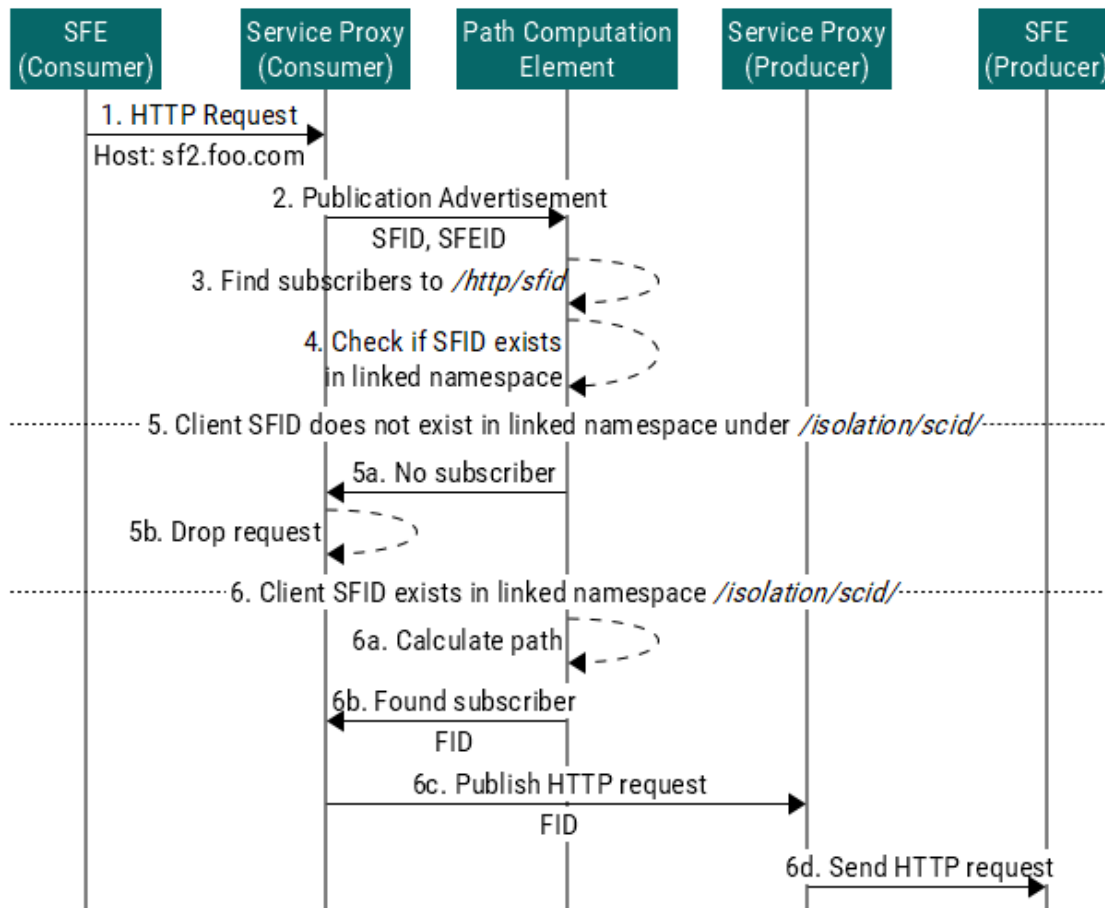 SFE
(Consumer)
Service Proxy
(Consumer)
Path Computation
Element
Service Proxy
(Producer)
SFE
(Producer)
1. HTTP Request
Host: sf2.foo.com
2. Publication Advertisement
SFID, SFEID
3. Find subscribers to /http/sfid
4. Check if SFID exists
in linked namespace
5. Client SFID does not exist in linked namespace under /isolation/scid/
5a. No subscriber
5b. Drop request
6. Client SFID exists in linked namespace /isolation/scid/
6a. Calculate path
6b. Found subscriber
FID
6c. Publish HTTP request
FID
6d. Send HTTP request